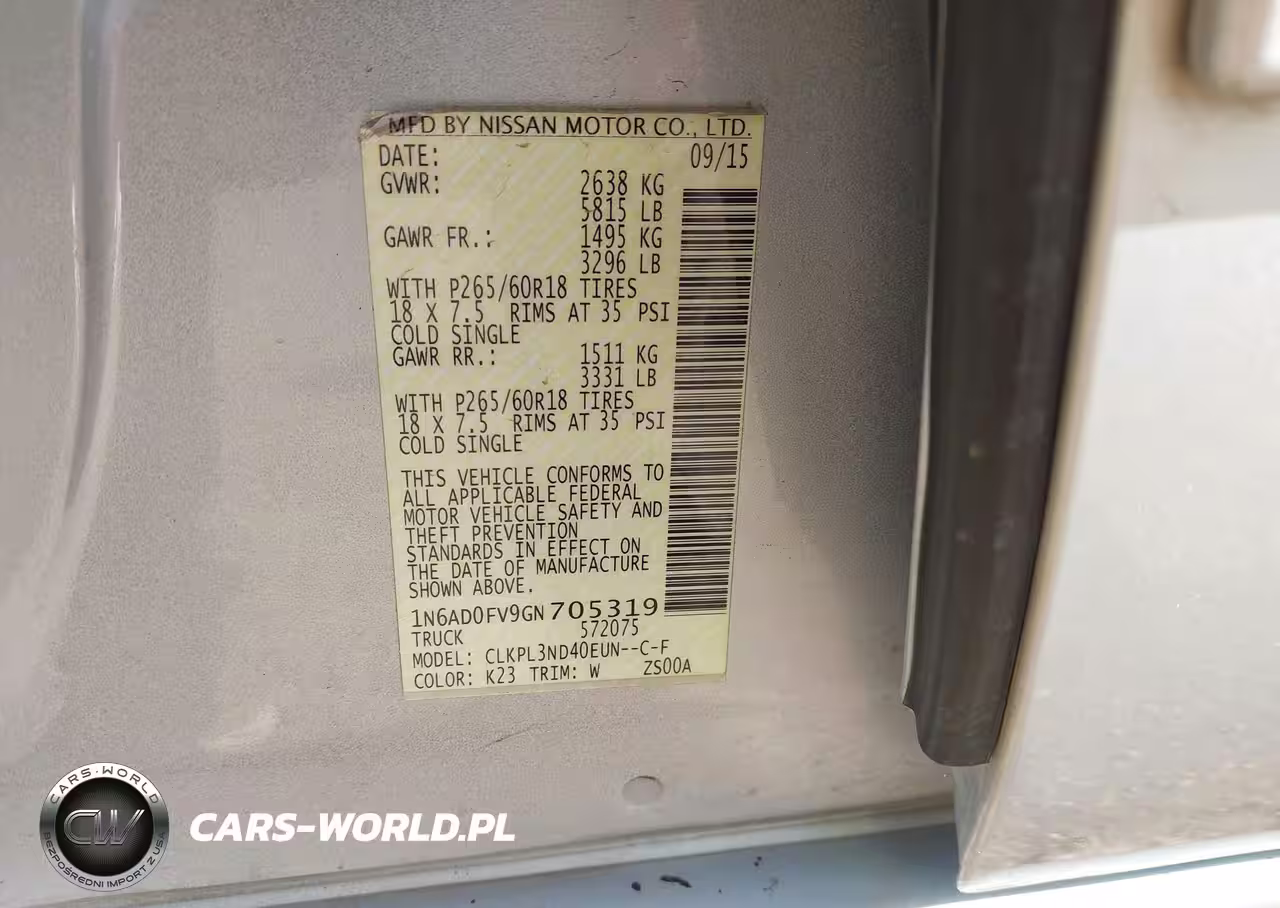 MFD BY NISSAN MOTOR CO., LTD.
DATE: 09/15
GVWR: 2638 KG
5815 LB
GAWR FR.: 1495 KG
3296 LB
WITH P265/60R18 TIRES
18 X 7.5 RIMS AT 35 PSI
COLD SINGLE
GAWR RR.: 1511 KG
3331 LB
WITH P265/60R18 TIRES
18 X 7.5 RIMS AT 35 PSI
COLD SINGLE
THIS VEHICLE CONFORMS TO
ALL APPLICABLE FEDERAL
MOTOR VEHICLE SAFETY AND
THEFT PREVENTION
STANDARDS IN EFFECT ON
THE DATE OF MANUFACTURE
SHOWN ABOVE.
1N6AD0FV9GN705319
TRUCK 572075
MODEL: CLKPL3ND40EUN--C-F
COLOR: K23 TRIM: W ZS00A
CARS-WORLD
CW
BEZPOŚREDNI IMPORT Z USA
CARS-WORLD.PL